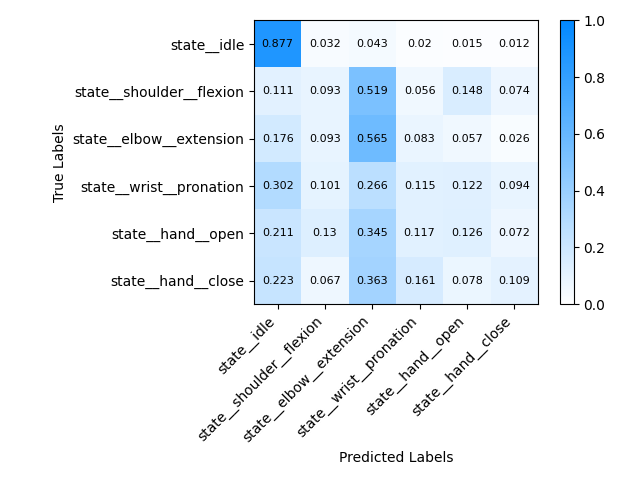 state__idle 0.877 0.032 0.043 0.02 0.015 0.012
state__shoulder__flexion 0.111 0.093 0.519 0.056 0.148 0.074
state__elbow__extension 0.176 0.093 0.565 0.083 0.057 0.026
state__wrist__pronation 0.302 0.101 0.266 0.115 0.122 0.094
state__hand__open 0.211 0.13 0.345 0.117 0.126 0.072
state__hand__close 0.223 0.067 0.363 0.161 0.078 0.109
True Labels
state__idle
state__shoulder__flexion
state__elbow__extension
state__wrist__pronation
state__hand__open
state__hand__close
Predicted Labels
1.0
0.8
0.6
0.4
0.2
0.0